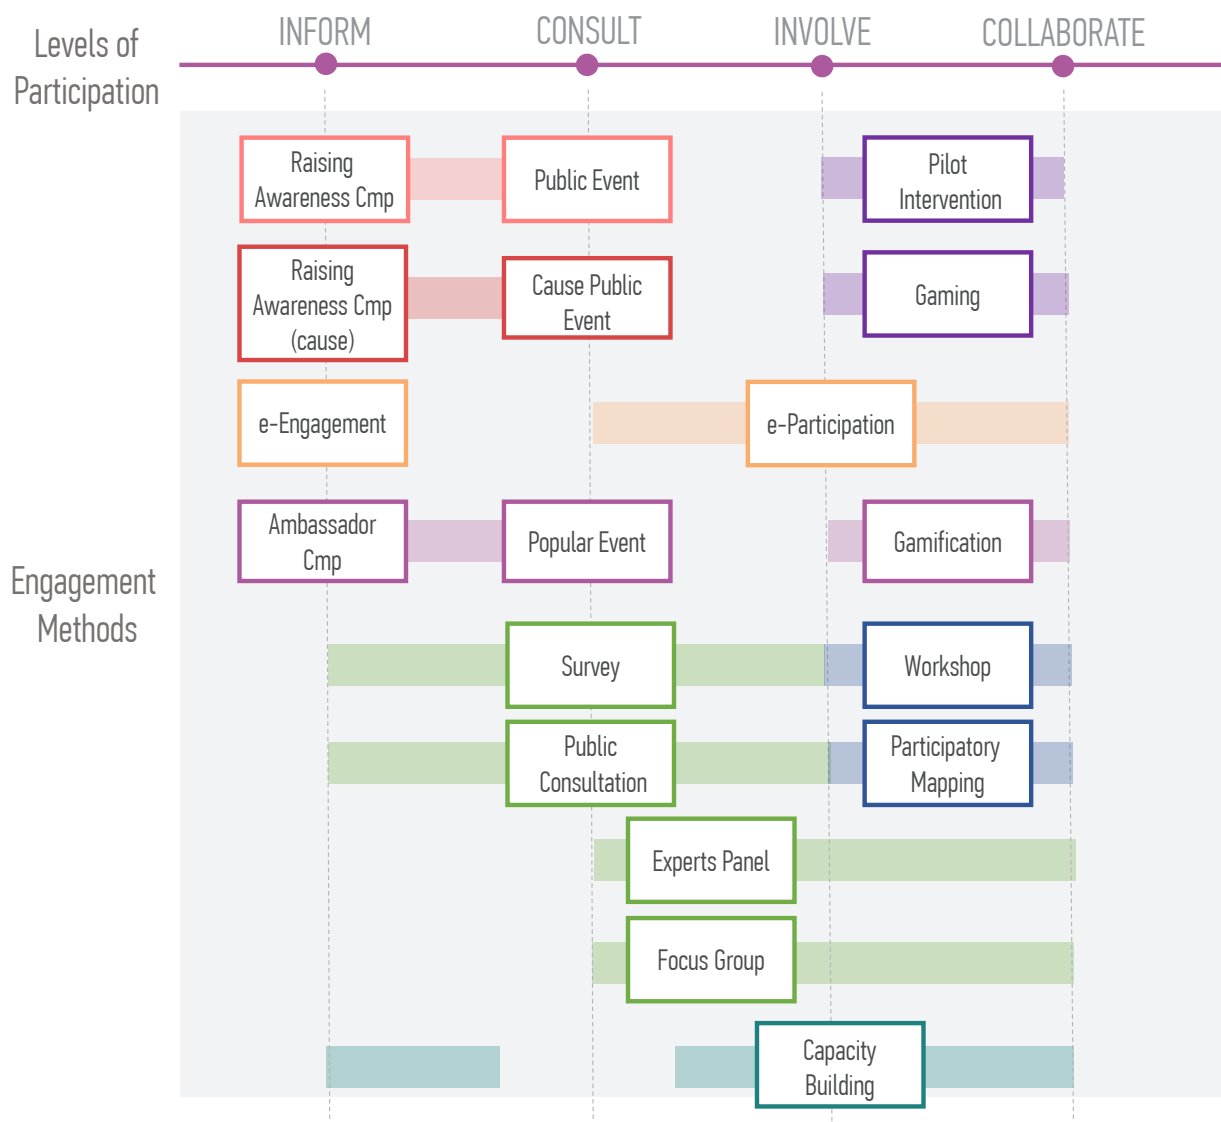 Levels of
Participation
INFORM
CONSULT
INVOLVE
COLLABORATE
Raising
Awareness Cmp
Public Event
Pilot
Intervention
Raising
Awareness Cmp
(cause)
Cause Public
Event
Gaming
e-Engagement
e-Participation
Engagement
Methods
Ambassador
Cmp
Popular Event
Gamification
Survey
Workshop
Public
Consultation
Participatory
Mapping
Experts Panel
Focus Group
Capacity
Building